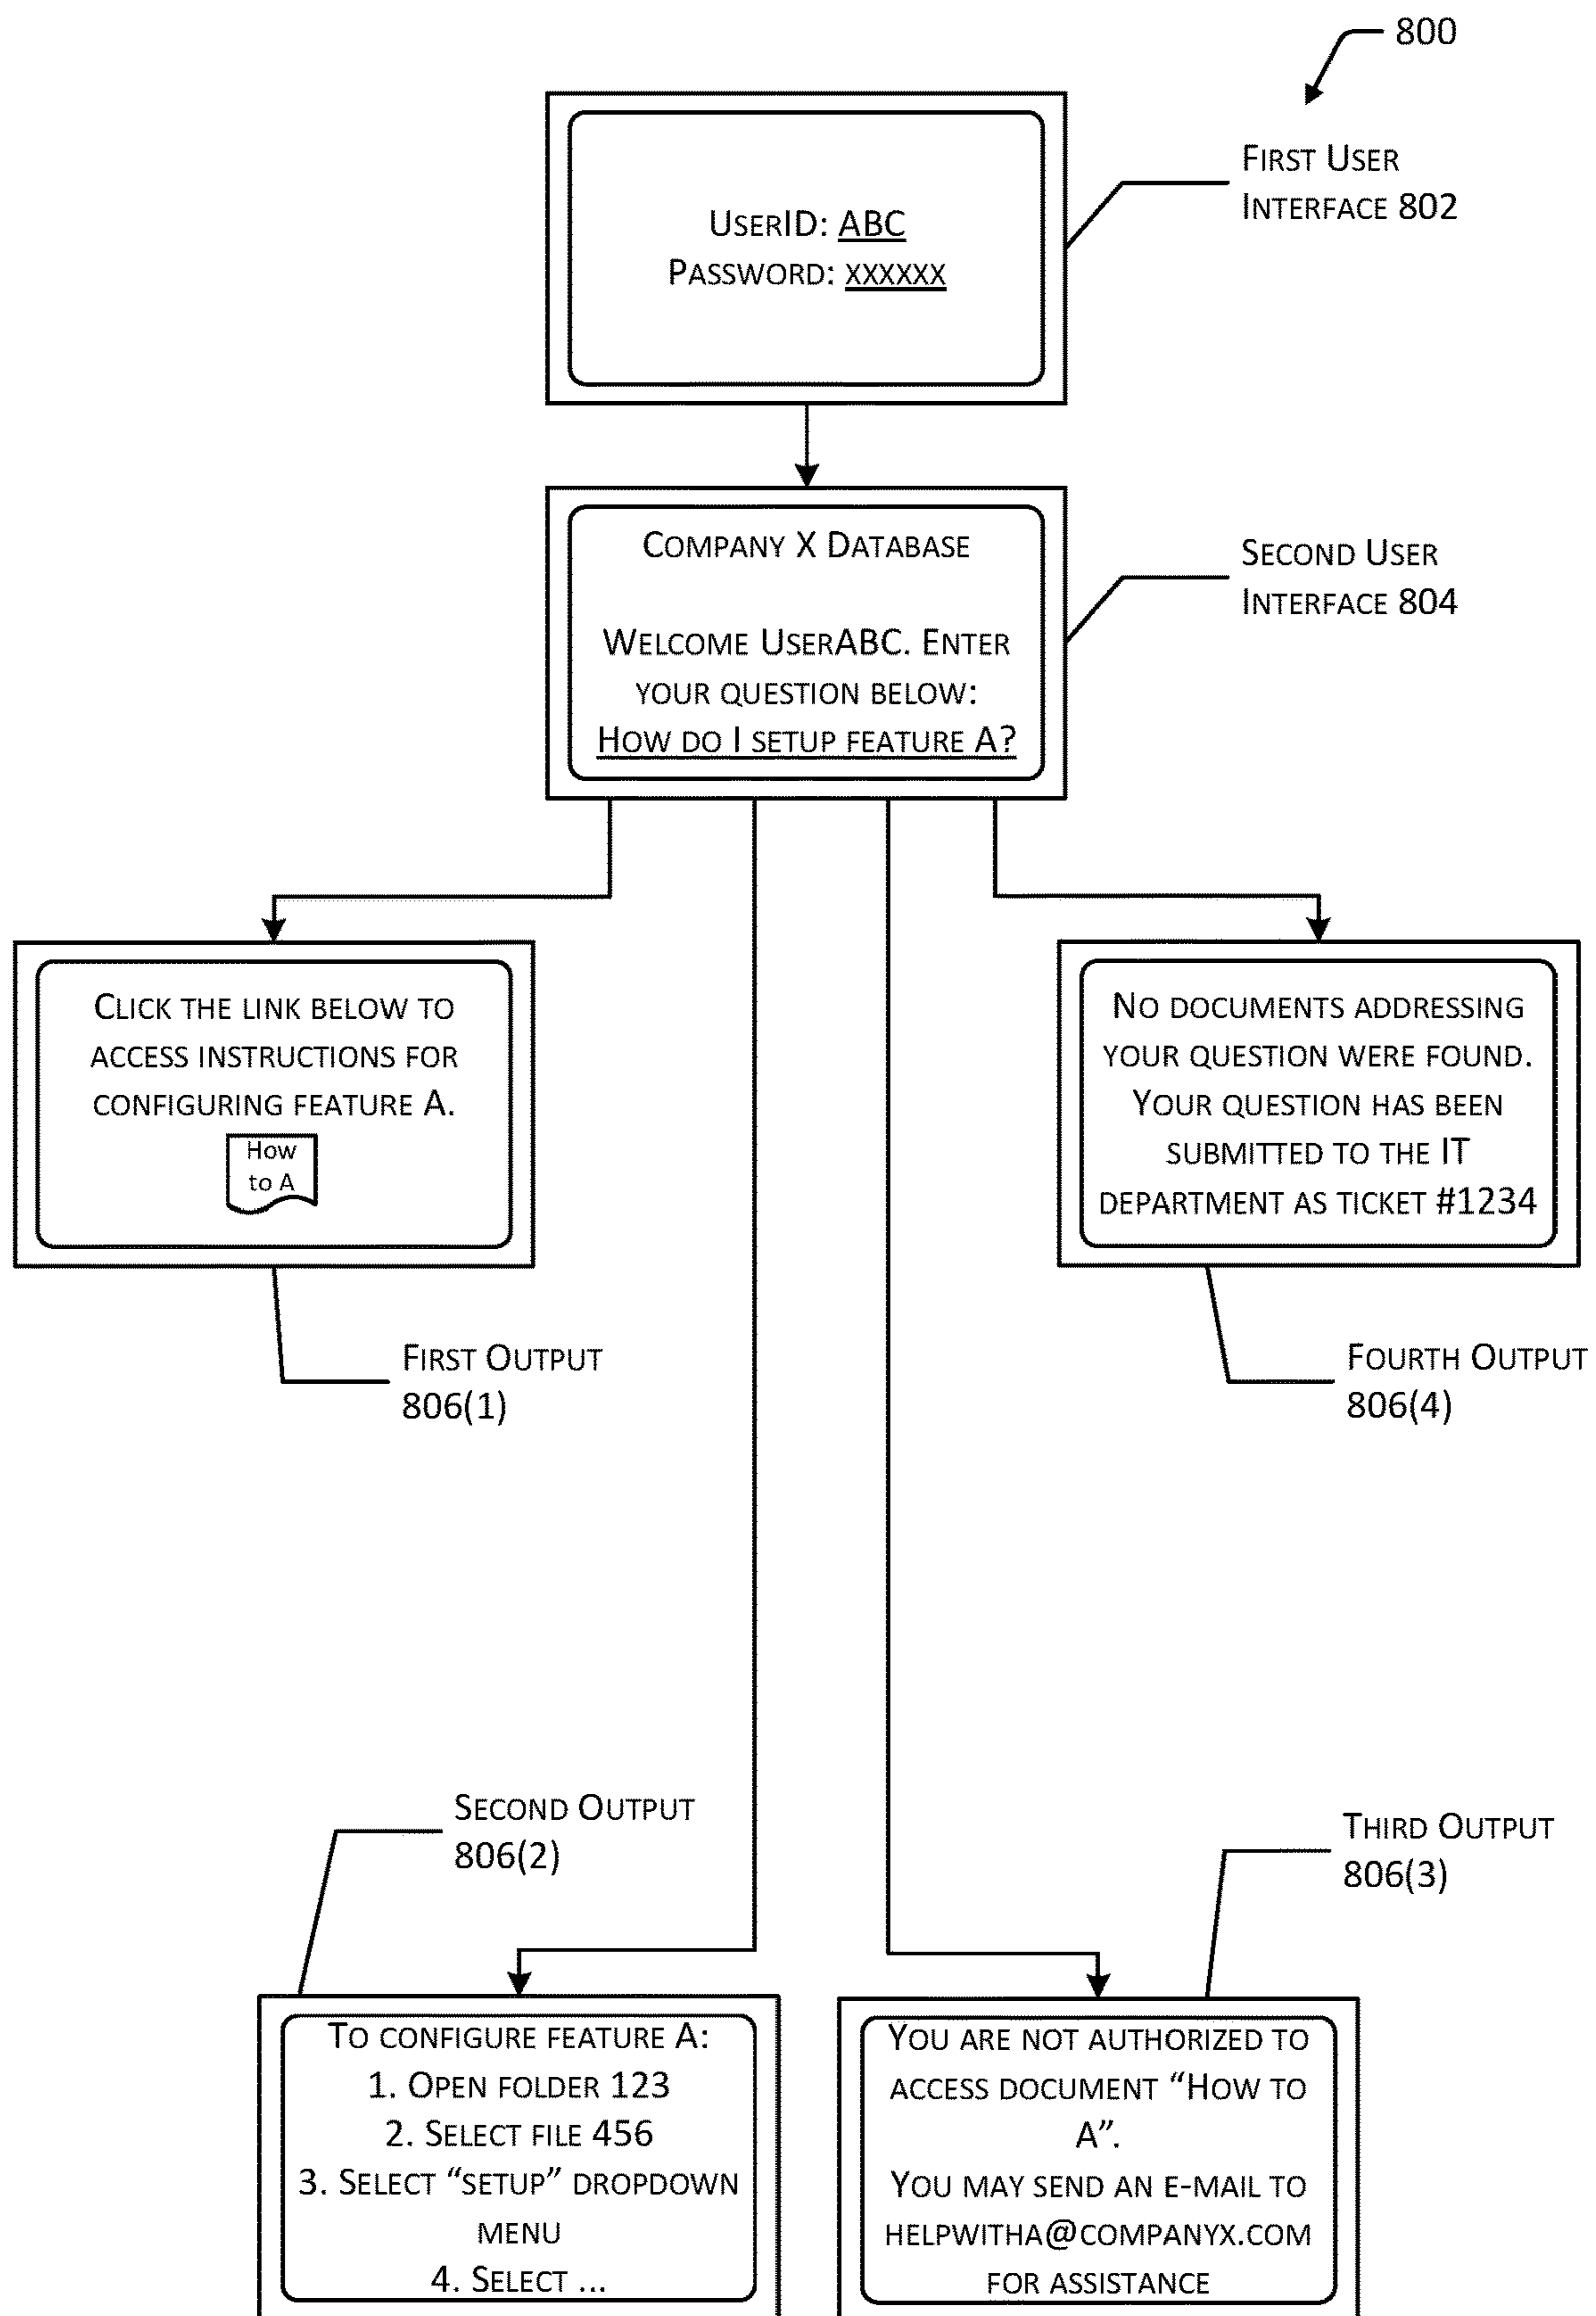 800
First User
Interface 802
UserID: ABC
Password: xxxxxx
Company X Database
Welcome UserABC. Enter
your question below:
How do I setup feature A?
Second User
Interface 804
Click the link below to
access instructions for
configuring feature A.
How
to A
First Output
806(1)
No documents addressing
your question were found.
Your question has been
submitted to the IT
department as ticket #1234
Fourth Output
806(4)
Second Output
806(2)
Third Output
806(3)
To configure feature A:
1. Open folder 123
2. Select file 456
3. Select “setup” dropdown
menu
4. Select ...
You are not authorized to
access document “How to
A”.
You may send an e-mail to
helpwitha@companyx.com
for assistance